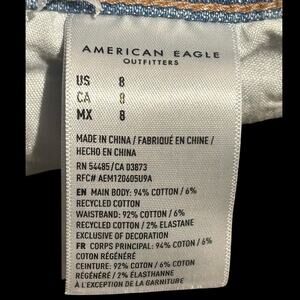 AMERICAN EAGLE
OUTFITTERS
US 8
CA 8
MX 8
MADE IN CHINA / FABRIQUÉ EN CHINE /
HECHO EN CHINA
RN 54485/CA 03873
RFC# AEM120605U9A
EN MAIN BODY: 94% COTTON / 6%
RECYCLED COTTON
WAISTBAND: 92% COTTON / 6%
RECYCLED COTTON / 2% ELASTANE
EXCLUSIVE OF DECORATION
FR CORPS PRINCIPAL: 94% COTON / 6%
COTON RÉGÉNÉRÉ
CEINTURE: 92% COTON / 6% COTON
RÉGÉNÉRÉ / 2% ÉLASTHANNE
À L'EXCEPTION DE LA GARNITURE